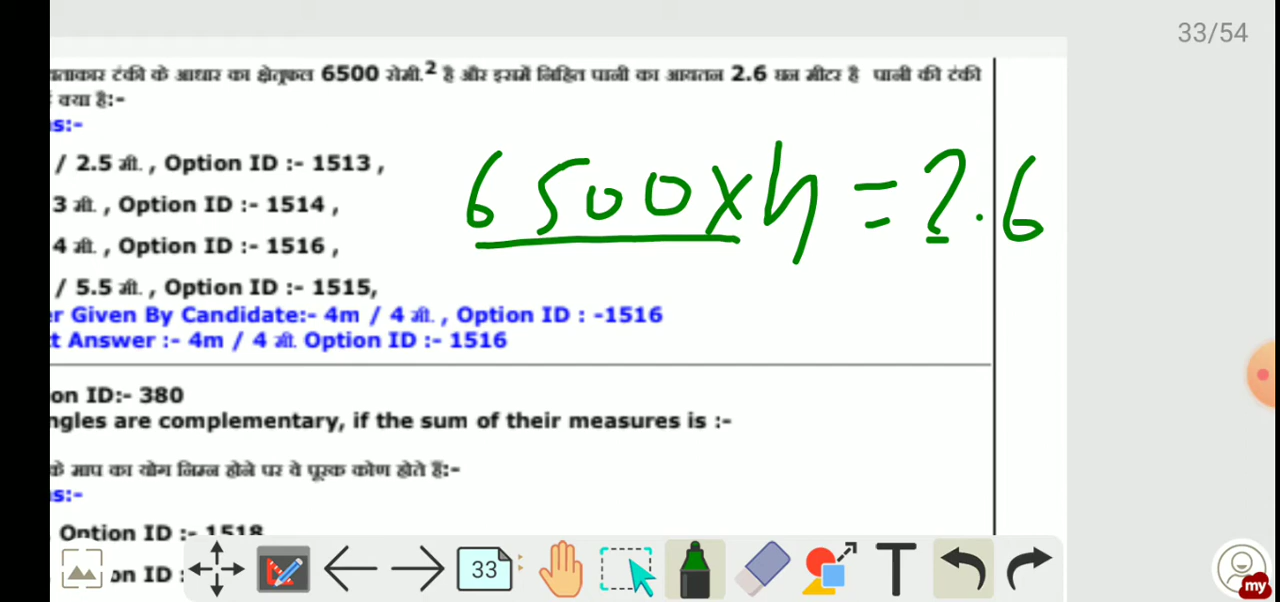 33/54
ताकार टंकी के आधार का क्षेत्रफल 6500 सेमी.² है और इसमें निहित पानी का आयतन 2.6 घन मीटर है पानी की टंकी
क्या है:-
s:-
/ 2.5 मी. , Option ID :- 1513 ,
3 मी. , Option ID :- 1514 ,
4 मी. , Option ID :- 1516 ,
/ 5.5 मी. , Option ID :- 1515,
6500×h = 2.6
r Given By Candidate:- 4m / 4 मी. , Option ID : -1516
t Answer :- 4m / 4 मी. Option ID :- 1516
on ID:- 380
ngles are complementary, if the sum of their measures is :-
के माप का योग निम्न होने पर वे पूरक कोण होते हैं:-
s:-
Option ID :- 1518
on ID :
33
T
my